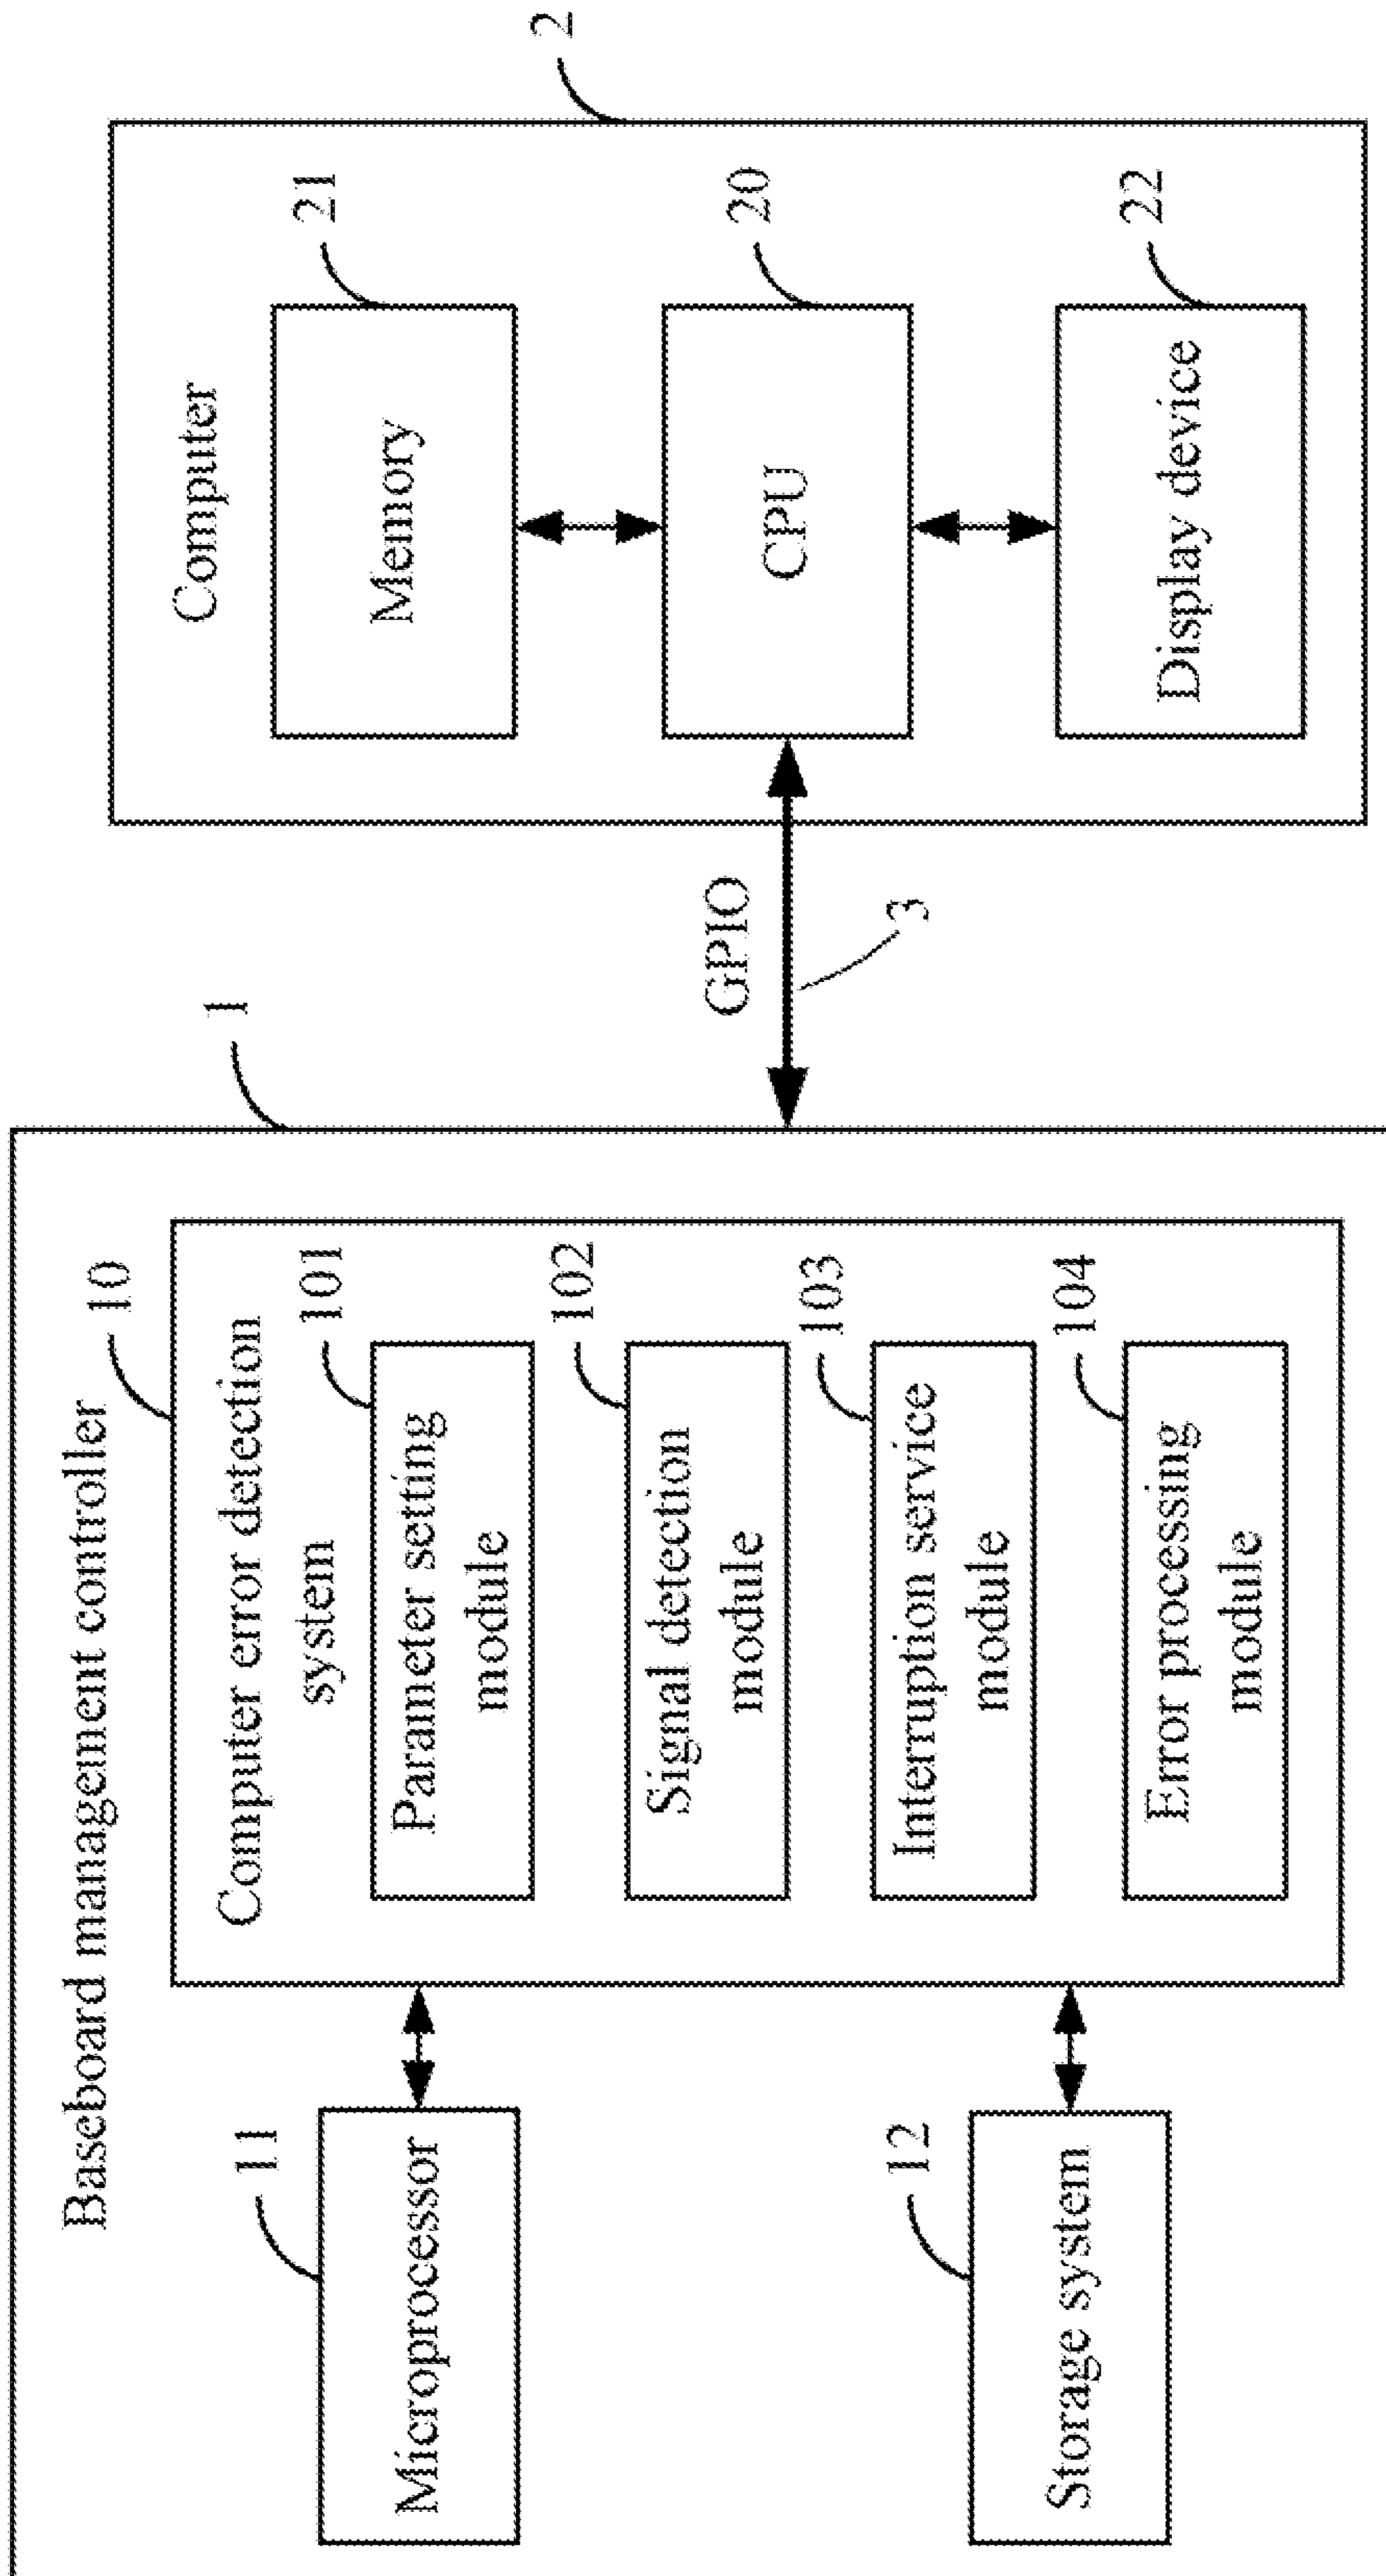 Baseboard management controller
1
10
Computer error detection
system
101
Parameter setting
module
102
Signal detection
module
103
Interruption service
module
104
Error processing
module
11
Microprocessor
12
Storage system
GPIO
3
2
Computer
21
Memory
20
CPU
22
Display device